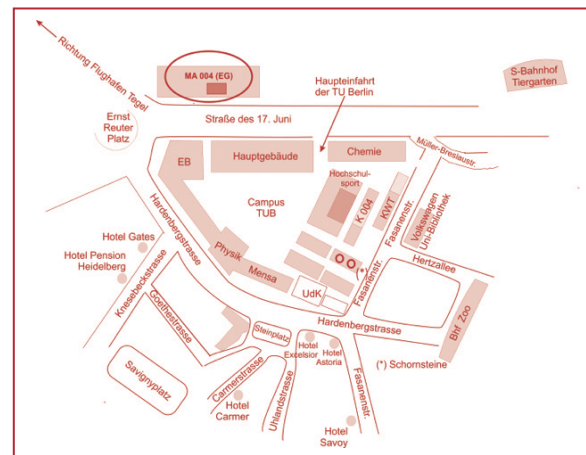 Richtung Flughafen Tegel
MA 004 (EG)
S-Bahnhof
Tiergarten
Haupteinfahrt
der TU Berlin
Ernst
Reuter
Platz
Straße des 17. Juni
Müller-Breslaustr.
EB
Hauptgebäude
Chemie
Hochschul-
sport
Campus
TUB
K 004
KWT
Fasanenstr.
Volkswagen
Uni-Bibliothek
Hardenbergstrasse
Hotel Gates
Hotel Pension
Heidelberg
Knesebeckstrasse
Physik
Mensa
(*)
UdK
Fasanenstr.
Hertzallee
Goethestrasse
Hardenbergstrasse
Bhf Zoo
Steinplatz
Hotel
Excelsior
Hotel
Astoria
(*) Schornsteine
Savignyplatz
Carmerstrasse
Uhlandstrasse
Fasanenstr.
Hotel
Carmer
Hotel
Savoy